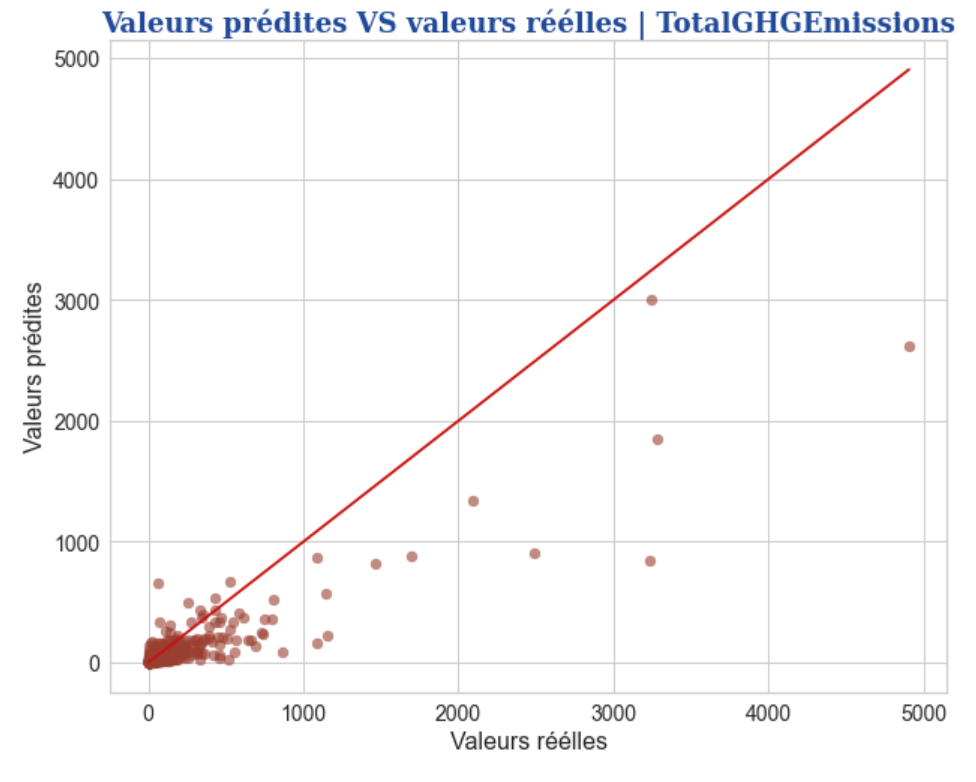 Valeurs prédites VS valeurs réélles | TotalGHGEmissions
5000
4000
3000
2000
1000
0
Valeurs prédites
0 1000 2000 3000 4000 5000
Valeurs réélles